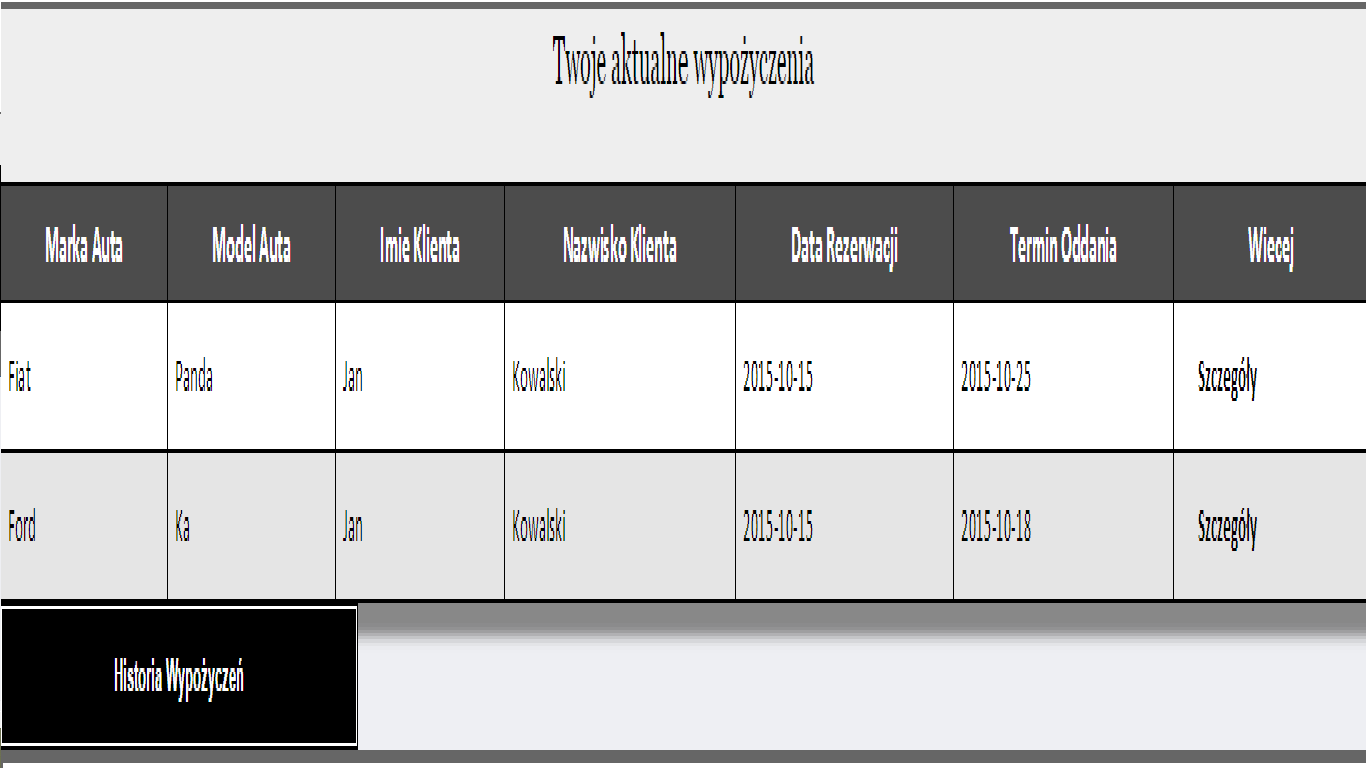 Twoje aktualne wypożyczenia
Marka Auta Model Auta Imie Klienta Nazwisko Klienta Data Rezerwacji Termin Oddania Wiecej
Fiat Panda Jan Kowalski 2015-10-15 2015-10-25 Szczegóły
Ford Ka Jan Kowalski 2015-10-15 2015-10-18 Szczegóły
Historia Wypożyczeń